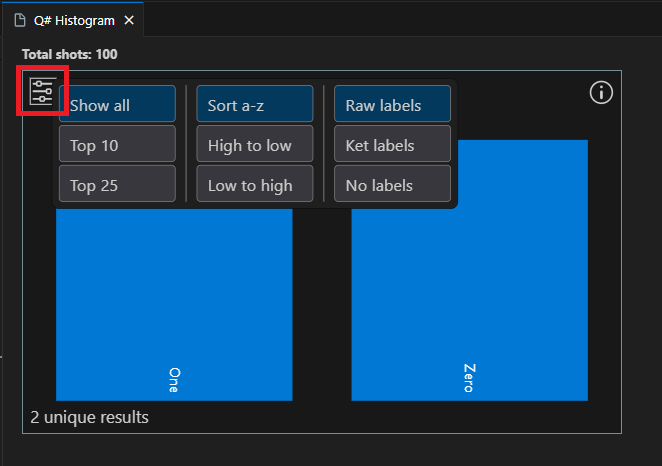 Q# Histogram
Total shots: 100
Show all
Sort a-z
Raw labels
Top 10
High to low
Ket labels
Top 25
Low to high
No labels
One
Zero
2 unique results